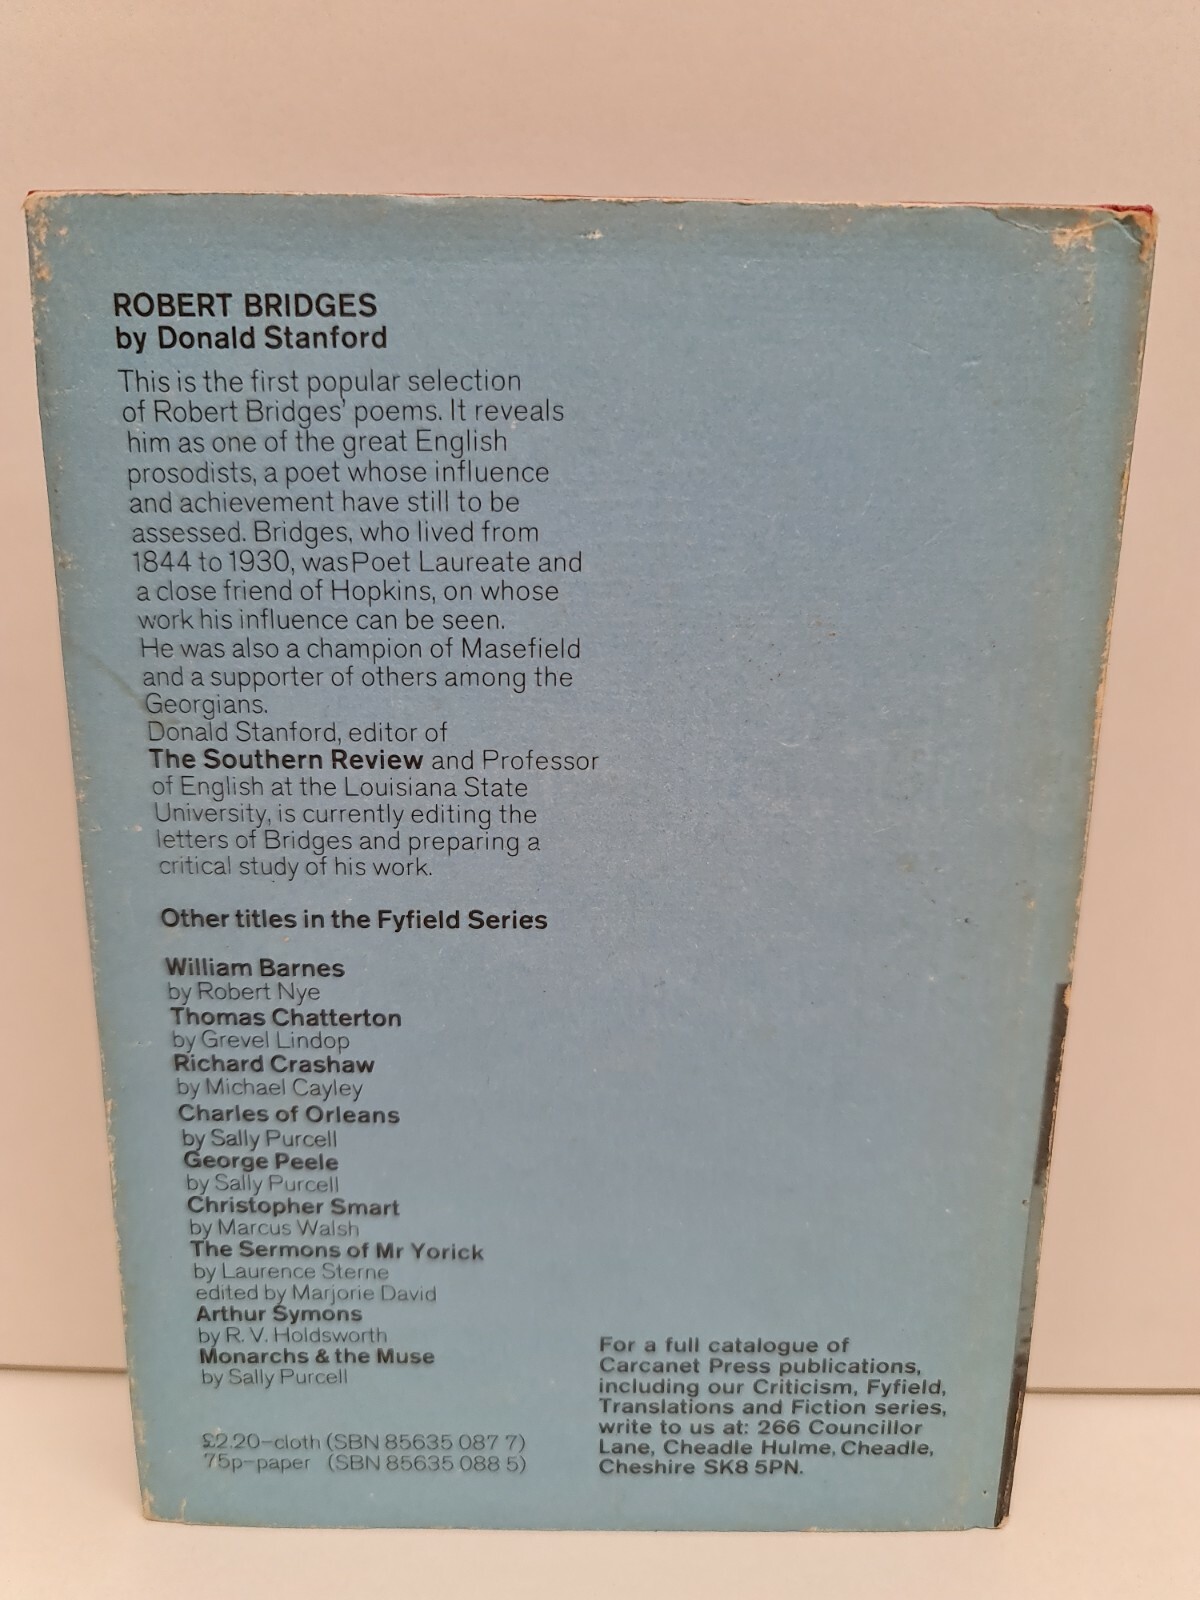 ROBERT BRIDGES
by Donald Stanford
This is the first popular selection
of Robert Bridges' poems. It reveals
him as one of the great English
prosodists, a poet whose influence
and achievement have still to be
assessed. Bridges, who lived from
1844 to 1930, was Poet Laureate and
a close friend of Hopkins, on whose
work his influence can be seen.
He was also a champion of Masefield
and a supporter of others among the
Georgians.
Donald Stanford, editor of
The Southern Review and Professor
of English at the Louisiana State
University, is currently editing the
letters of Bridges and preparing a
critical study of his work.
Other titles in the Fyfield Series
William Barnes
by Robert Nye
Thomas Chatterton
by Grevel Lindop
Richard Crashaw
by Michael Cayley
Charles of Orleans
by Sally Purcell
George Peele
by Sally Purcell
Christopher Smart
by Marcus Walsh
The Sermons of Mr Yorick
by Laurence Sterne
edited by Marjorie David
Arthur Symons
by R. V. Holdsworth
Monarchs & the Muse
by Sally Purcell
£2.20–cloth (SBN 85635 087 7)
75p–paper (SBN 85635 088 5)
For a full catalogue of
Carcanet Press publications,
including our Criticism, Fyfield,
Translations and Fiction series,
write to us at: 266 Councillor
Lane, Cheadle Hulme, Cheadle,
Cheshire SK8 5PN.